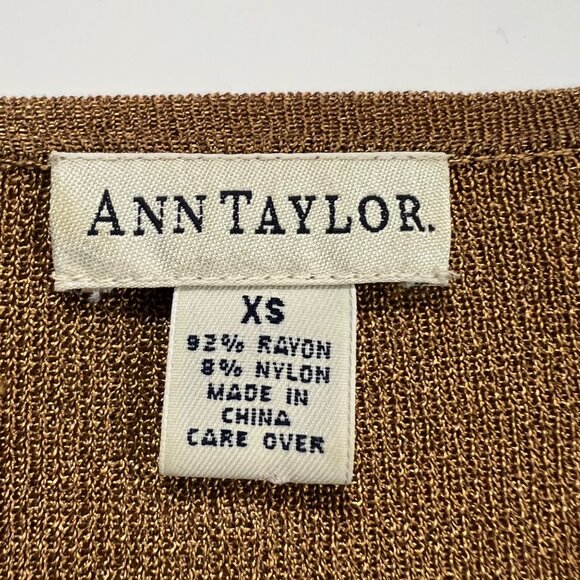 ANN TAYLOR.
XS
92% RAYON
8% NYLON
MADE IN
CHINA
CARE OVER